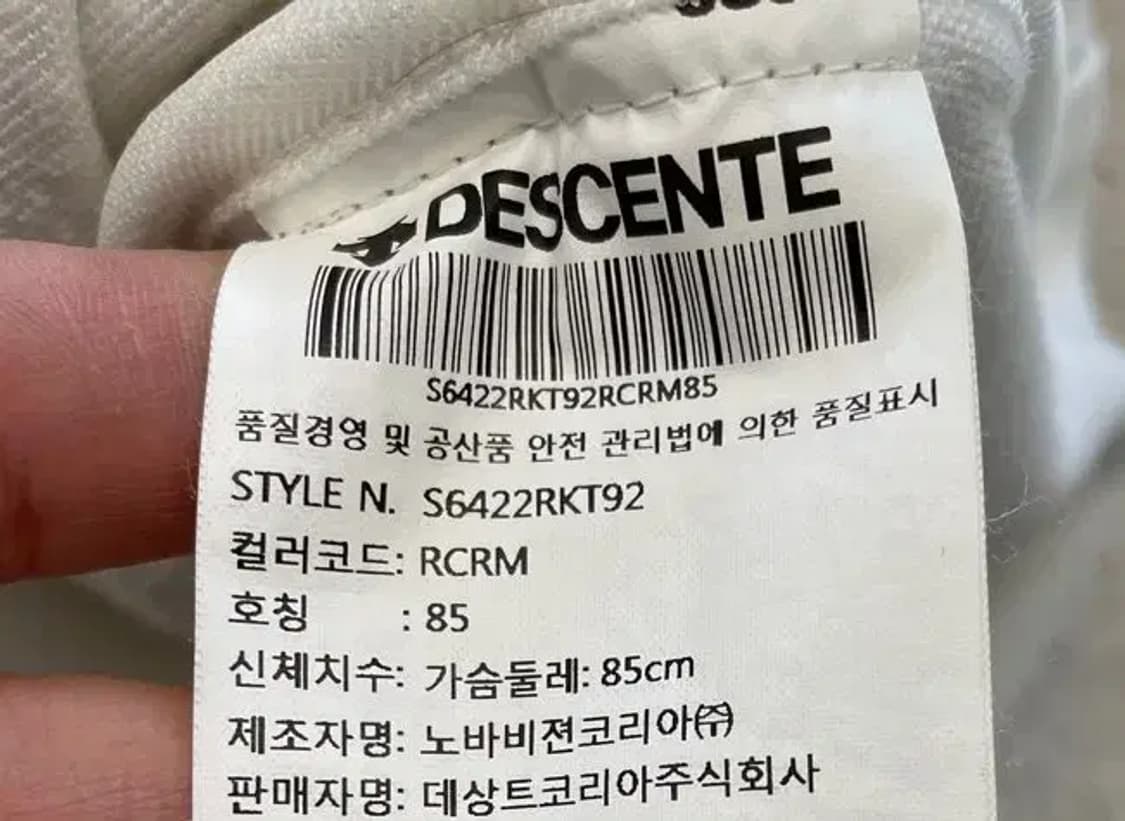 DESCENTE
S6422RKT92RCRM85
품질경영 및 공산품 안전 관리법에 의한 품질표시
STYLE N. S6422RKT92
컬러코드: RCRM
호칭 : 85
신체치수: 가슴둘레: 85cm
제조자명: 노바비젼코리아㈜
판매자명: 데상트코리아주식회사